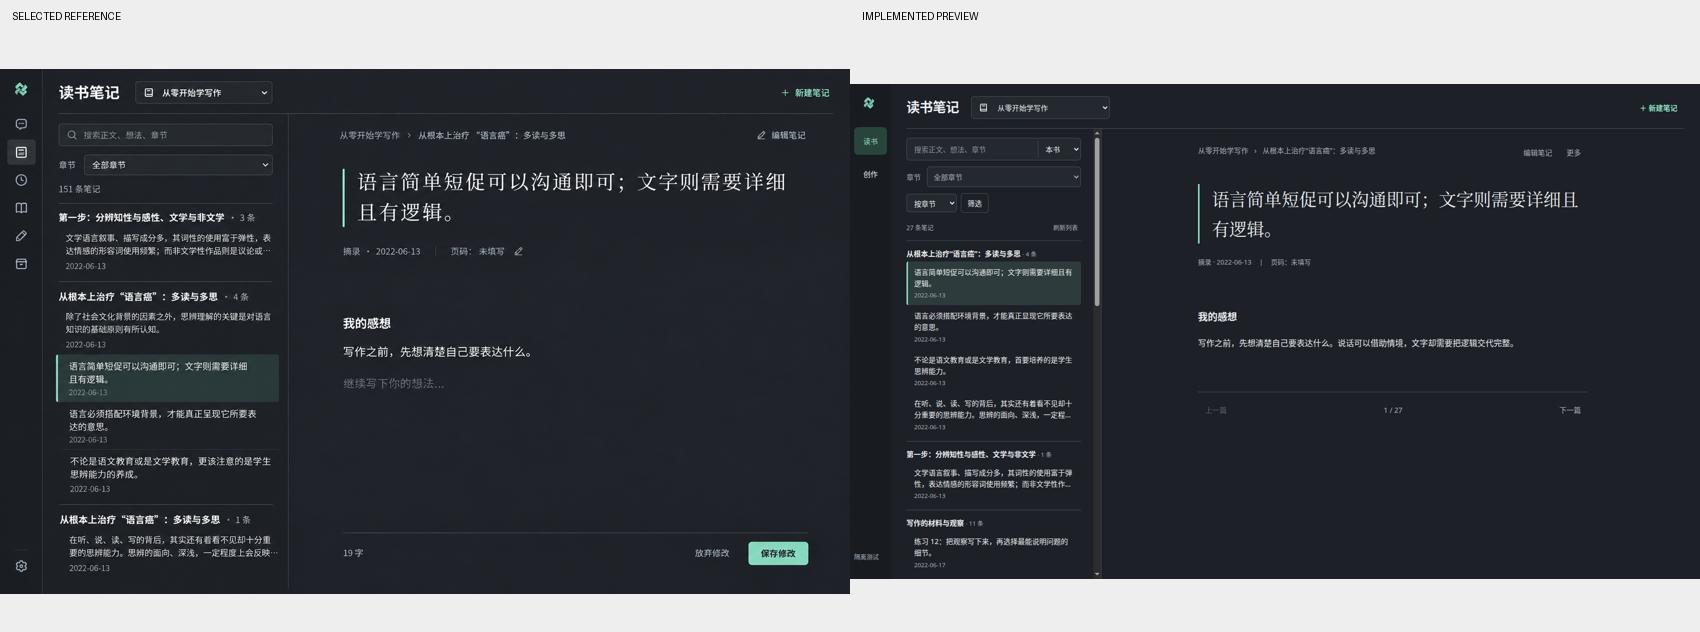 SELECTED REFERENCE
读书笔记
从零开始学写作
+ 新建笔记
搜索正文、想法、章节
章节
全部章节
151 条笔记
第一步：分辨知性与感性、文学与非文学 · 3 条
文学语言叙事、描写成分多，其词性的使用富于弹性，表
达情感的形容词使用频繁；而非文学性作品则是议论或…
2022-06-13
从根本上治疗“语言癌”：多读与多思 · 4 条
除了社会文化背景的因素之外，思辨理解的关键是对语言
知识的基础原则有所认知。
2022-06-13
语言简单短促可以沟通即可；文字则需要详细
且有逻辑。
2022-06-13
语言必须搭配环境背景，才能真正呈现它所要表
达的意思。
2022-06-13
不论是语文教育或是文学教育，更该注意的是学生
思辨能力的养成。
2022-06-13
从根本上治疗“语言癌”：多读与多思 · 1 条
在听、说、读、写的背后，其实还有着看不见却十分重
要的思辨能力。思辨的面向、深浅，一定程度上会反映…
2022-06-13
从零开始学写作 › 从根本上治疗 “语言癌”：多读与多思
编辑笔记
语言简单短促可以沟通即可；文字则需要详细
且有逻辑。
摘录 · 2022-06-13 | 页码： 未填写
我的感想
写作之前，先想清楚自己要表达什么。
继续写下你的想法...
19 字
放弃修改
保存修改
IMPLEMENTED PREVIEW
读书笔记
从零开始学写作
+ 新建笔记
读书
创作
隔离测试
搜索正文、想法、章节
本书
章节
全部章节
按章节
筛选
27 条笔记
刷新列表
从根本上治疗“语言癌”：多读与多思 · 4 条
语言简单短促可以沟通即可；文字则需要详细且有
逻辑。
2022-06-13
语言必须搭配环境背景，才能真正呈现它所要表达
的意思。
2022-06-13
不论是语文教育或是文学教育，首要培养的是学生
思辨能力。
2022-06-13
在听、说、读、写的背后，其实还有着看不见却十
分重要的思辨能力。思辨的面向、深浅，一定程...
2022-06-13
第一步：分辨知性与感性、文学与非文学 · 1 条
文学语言叙事、描写成分多，其词性的使用富于弹
性，表达情感的形容词使用频繁；而非文学性作...
2022-06-13
写作的材料与观察 · 11 条
练习 12：把观察写下来，再选择最能说明问题的
细节。
2022-06-17
从零开始学写作 › 从根本上治疗“语言癌”：多读与多思
编辑笔记
更多
语言简单短促可以沟通即可；文字则需要详细且
有逻辑。
摘录 · 2022-06-13 | 页码：未填写
我的感想
写作之前，先想清楚自己要表达什么。说话可以借助情境，文字却需要把逻辑交代完整。
上一篇
1 / 27
下一篇